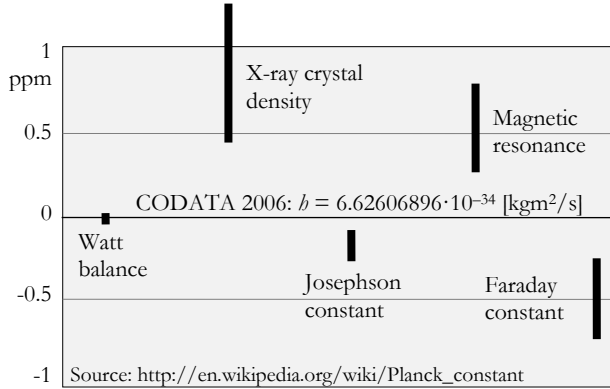 1
ppm
X-ray crystal
density
Magnetic
resonance
0.5
CODATA 2006: h = 6.62606896·10⁻³⁴ [kgm²/s]
0
Watt
balance
Josephson
constant
Faraday
constant
-0.5
-1
Source: http://en.wikipedia.org/wiki/Planck_constant